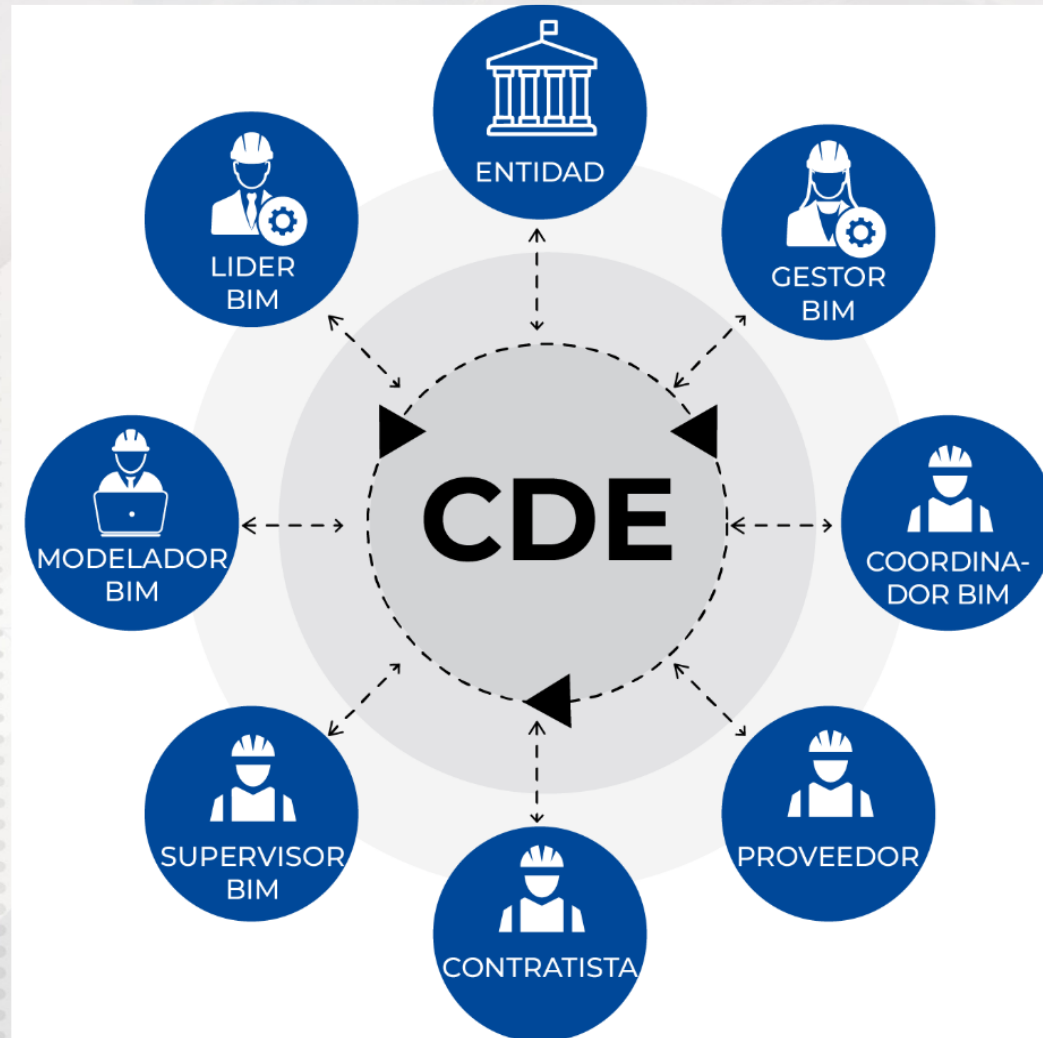 ENTIDAD
LIDER
BIM
GESTOR
BIM
CDE
MODELADOR
BIM
COORDINA-
DOR BIM
SUPERVISOR
BIM
PROVEEDOR
CONTRATISTA